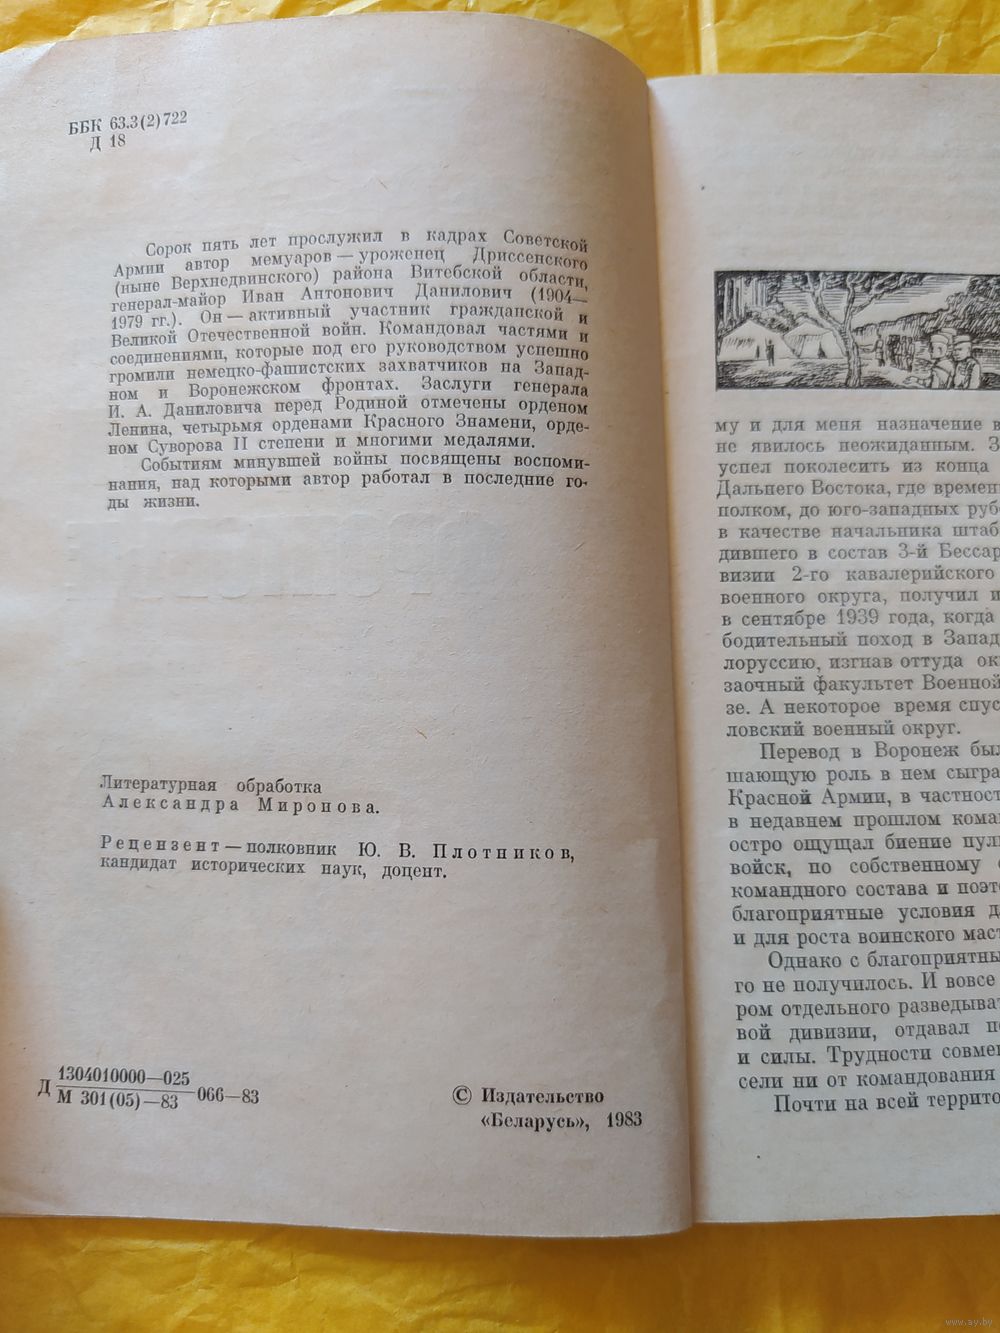 ББК 63.3(2)722
Д 18
Сорок пять лет прослужил в кадрах Советской
Армии автор мемуаров — уроженец Дриссенского
(ныне Верхнедвинского) района Витебской области,
генерал-майор Иван Антонович Данилович (1904—
1979 гг.). Он — активный участник гражданской и
Великой Отечественной войн. Командовал частями и
соединениями, которые под его руководством успешно
громили немецко-фашистских захватчиков на Запад-
ном и Воронежском фронтах. Заслуги генерала
И. А. Даниловича перед Родиной отмечены орденом
Ленина, четырьмя орденами Красного Знамени, орде-
ном Суворова II степени и многими медалями.
Событиям минувшей войны посвящены воспоми-
нания, над которыми автор работал в последние го-
ды жизни.
Литературная обработка
Александра Миронова.
Рецензент — полковник Ю. В. Плотников,
кандидат исторических наук, доцент.
Д 1304010000—025
М 301(05)—83 066—83
© Издательство
«Беларусь», 1983
му и для меня назначение в
не явилось неожиданным. З
успел поколесить из конца
Дальнего Востока, где времен
полком, до юго-западных руб
в качестве начальника штаб
дившего в состав 3-й Бессар
визии 2-го кавалерийского
военного округа, получил и
в сентябре 1939 года, когда
бодительный поход в Запад
лоруссию, изгнав оттуда ок
заочный факультет Военной
зе. А некоторое время спус
ловский военный округ.
Перевод в Воронеж был
шающую роль в нем сыгра
Красной Армии, в частност
в недавнем прошлом кома
остро ощущал биение пул
войск, по собственному
командного состава и поэт
благоприятные условия д
и для роста воинского маст
Однако с благоприятны
го не получилось. И вовсе
ром отдельного разведыват
вой дивизии, отдавал п
и силы. Трудности совме
сели ни от командования
Почти на всей террито
www.ay.by